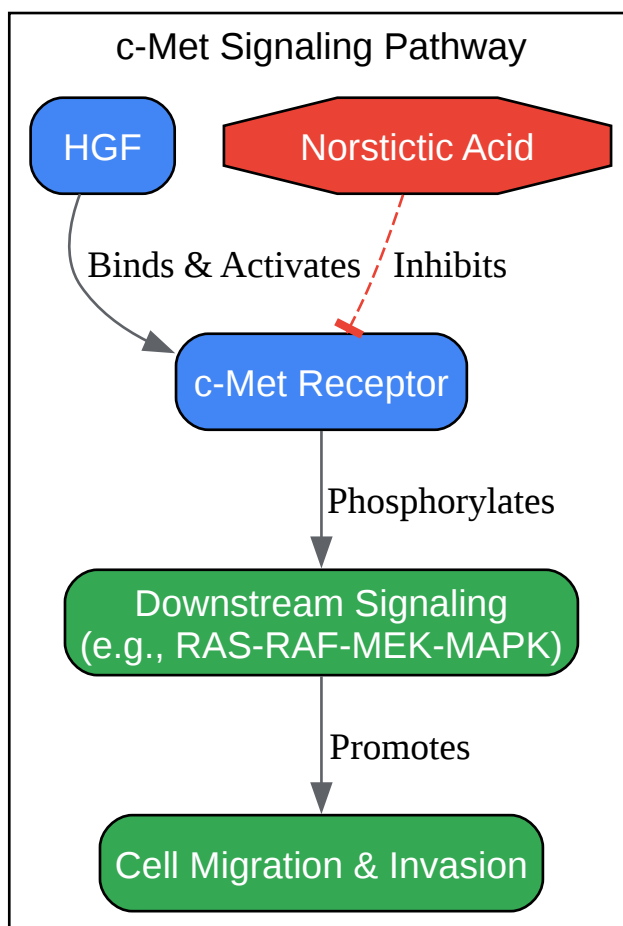 c-Met Signaling Pathway
HGF
Norstictic Acid
Binds & Activates
Inhibits
c-Met Receptor
Phosphorylates
Downstream Signaling
(e.g., RAS-RAF-MEK-MAPK)
Promotes
Cell Migration & Invasion